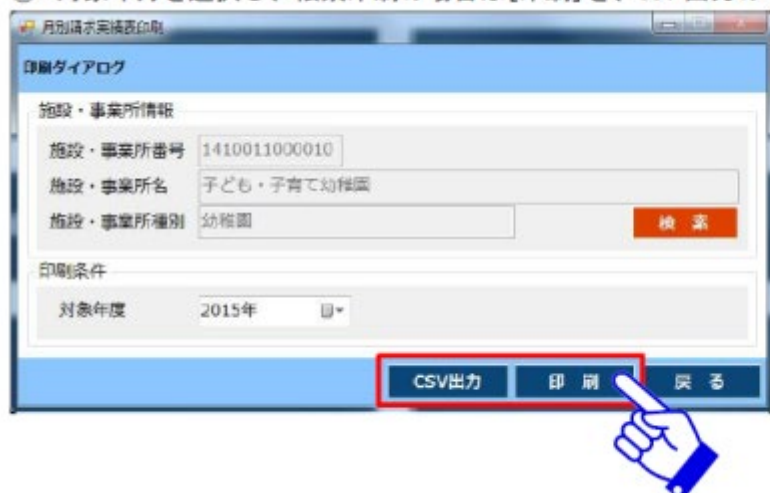 月別請求実績表印刷
印刷ダイアログ
施設・事業所情報
施設・事業所番号 1410011000010
施設・事業所名 子ども・子育て幼稚園
施設・事業所種別 幼稚園 検索
印刷条件
対象年度 2015年
CSV出力 印刷 戻る